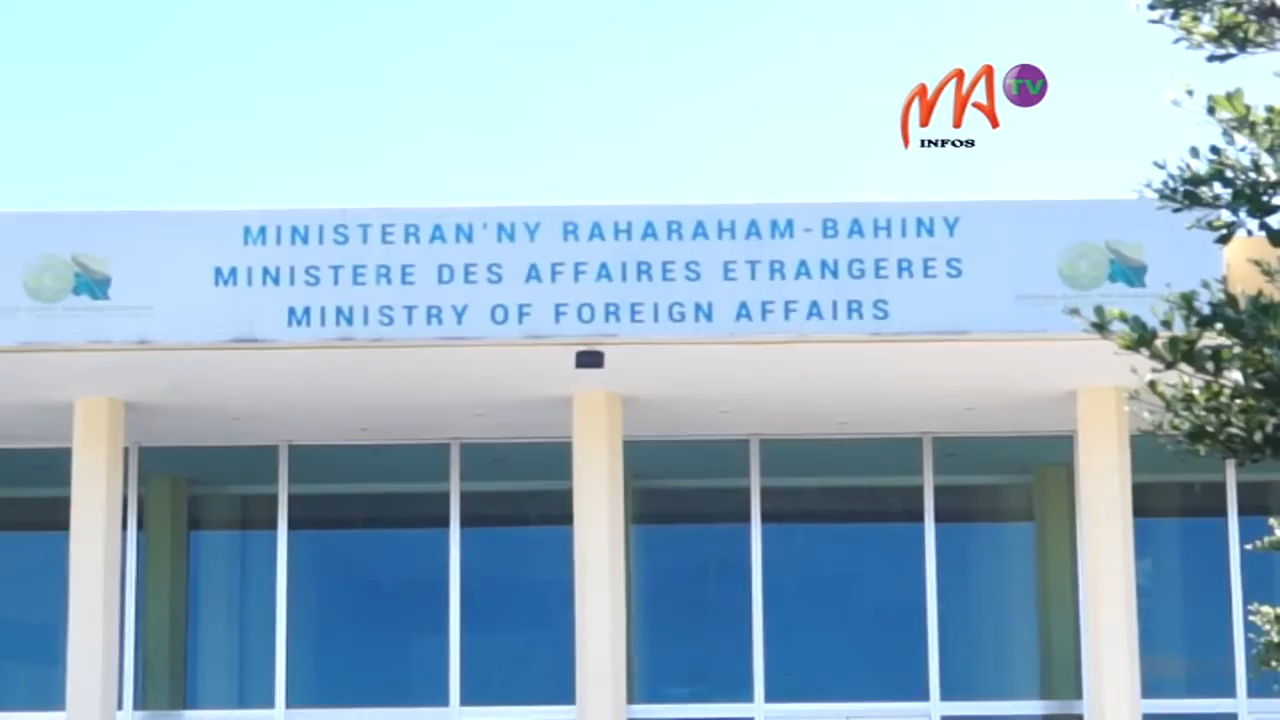 MA TV
INFOS
MINISTERAN'NY RAHARAHAM-BAHINY
MINISTERE DES AFFAIRES ETRANGERES
MINISTRY OF FOREIGN AFFAIRS